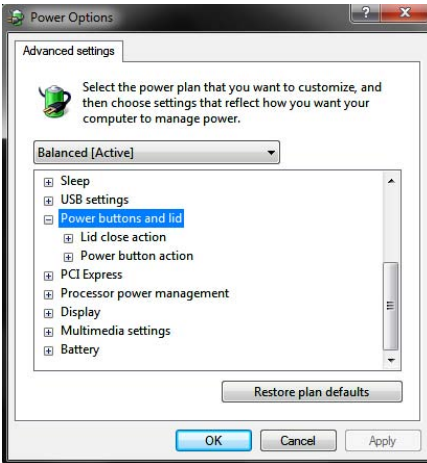 Power Options
?
Advanced settings
Select the power plan that you want to customize, and
then choose settings that reflect how you want your
computer to manage power.
Balanced [Active]
Sleep
USB settings
Power buttons and lid
Lid close action
Power button action
PCI Express
Processor power management
Display
Multimedia settings
Battery
Restore plan defaults
OK Cancel Apply